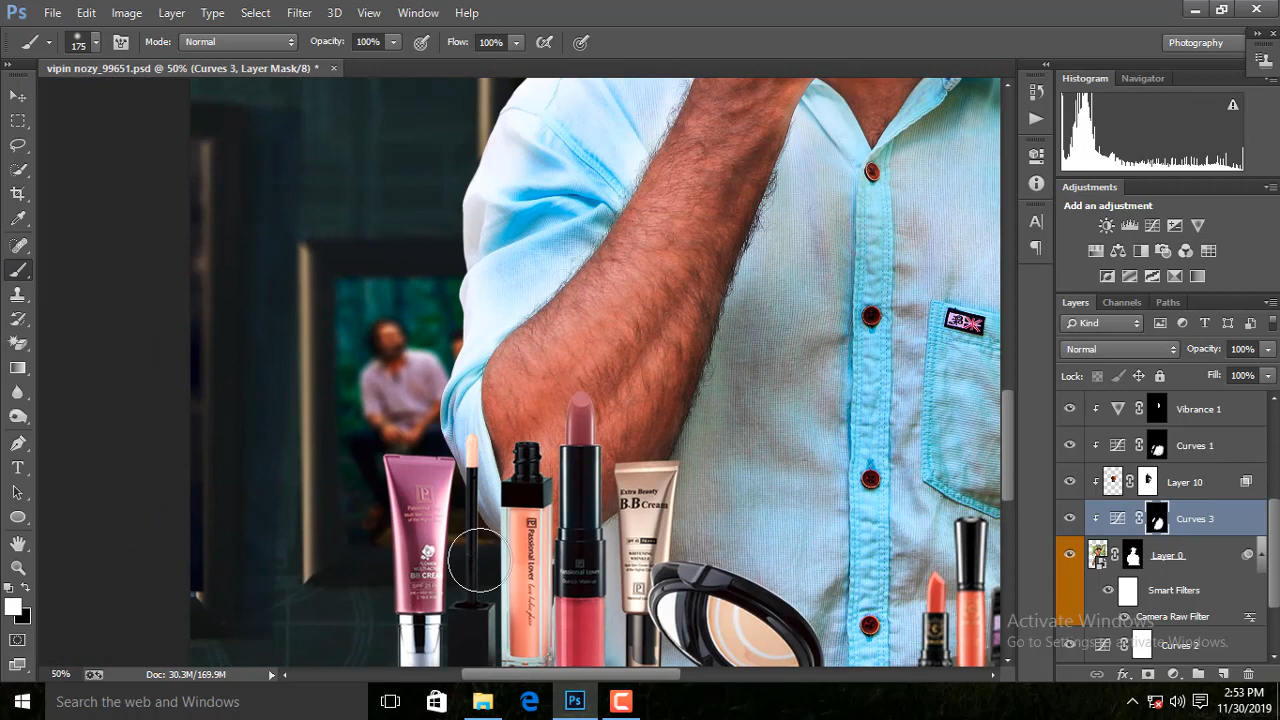 Ps File Edit Image Layer Type Select Filter 3D View Window Help
175 Mode: Normal Opacity: 100% Flow: 100% Photography
vipin nozy_99651.psd @ 50% (Curves 3, Layer Mask/8) *
Histogram Navigator
Adjustments
Add an adjustment
Layers Channels Paths
Kind
Normal Opacity: 100%
Lock: Fill: 100%
Vibrance 1
Curves 1
Layer 10
Curves 3
Layer 0
Smart Filters
Camera Raw Filter
Curves 2
Extra Beauty
B.B Cream
Passional Lover
Passional Lover
BB CREAM
Activate Windows
Go to Settings to activate Windows.
50% Doc: 30.3M/169.9M
Search the web and Windows
2:53 PM
11/30/2019